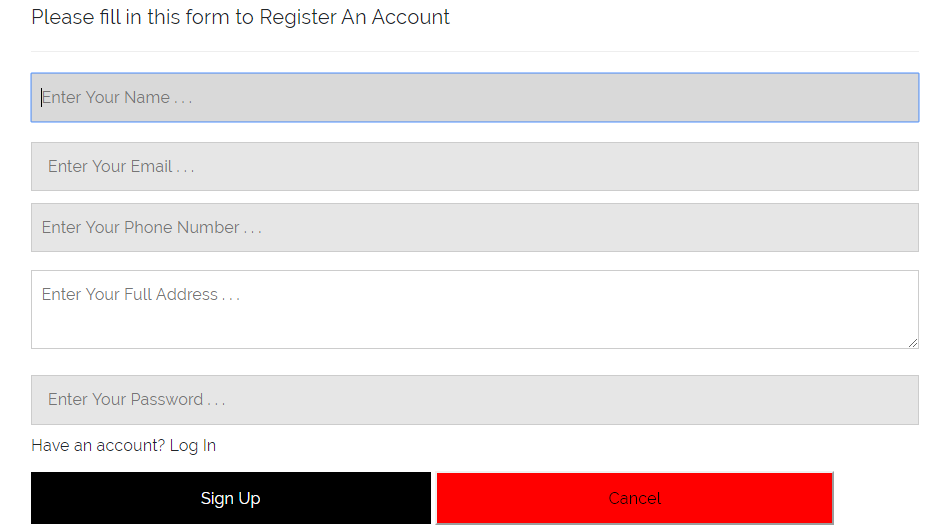 Please fill in this form to Register An Account
Enter Your Name . . .
Enter Your Email . . .
Enter Your Phone Number . . .
Enter Your Full Address . . .
Enter Your Password . . .
Have an account? Log In
Sign Up Cancel